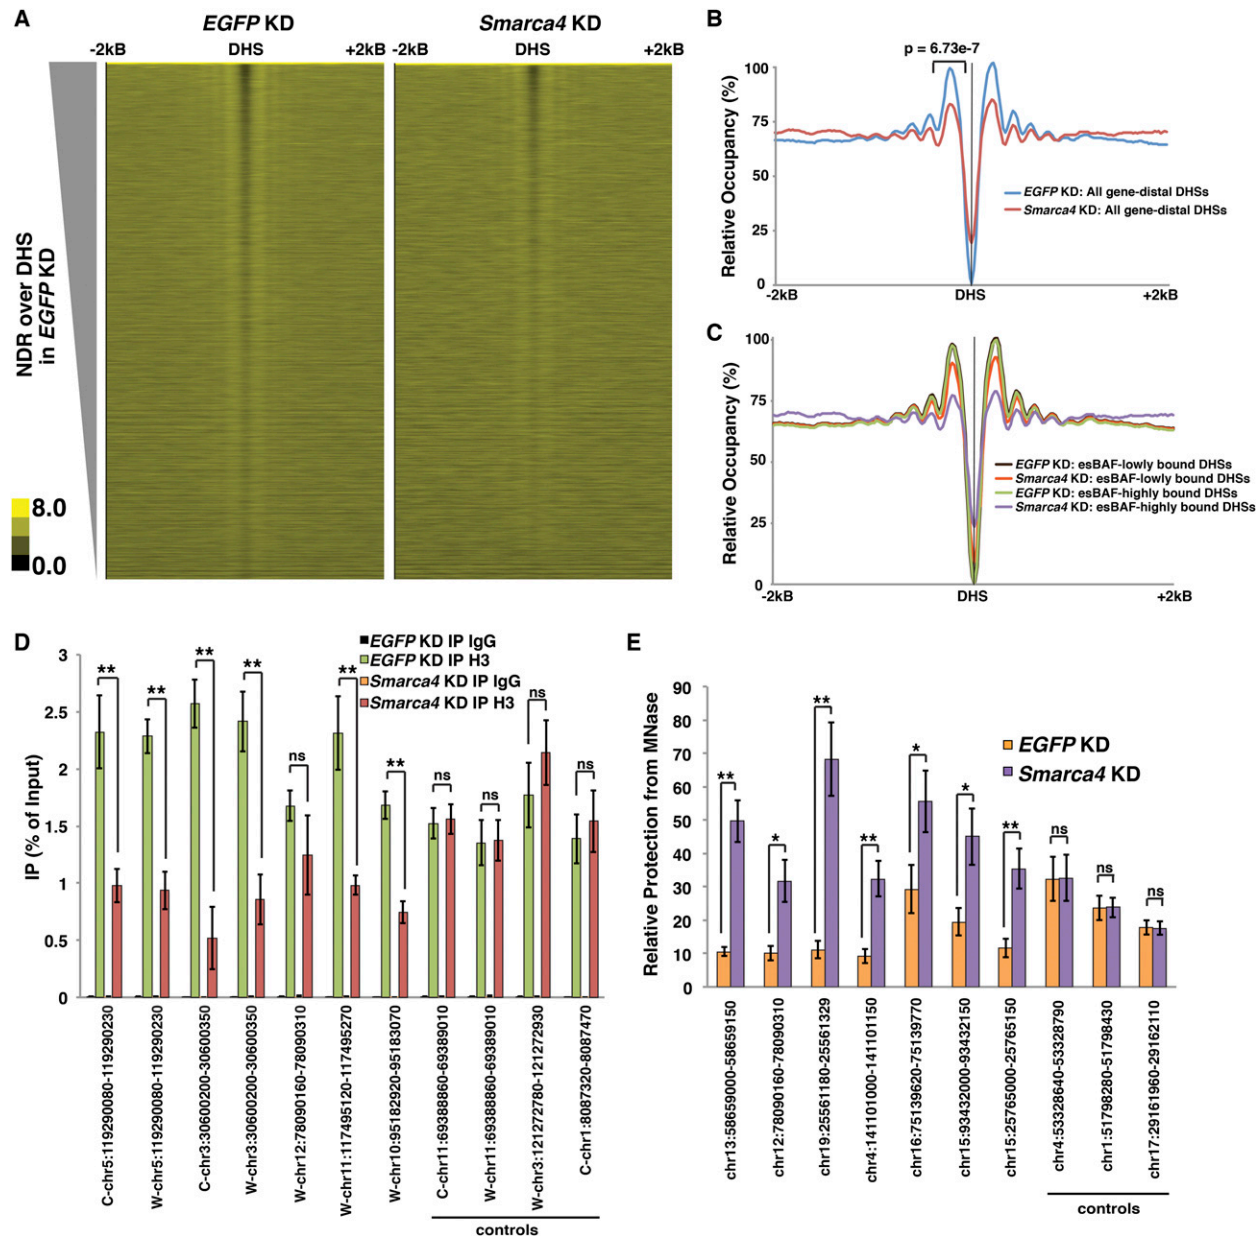 A
EGFP KD
Smarca4 KD
-2kB DHS +2kB
-2kB DHS +2kB
NDR over DHS
in EGFP KD
8.0
0.0
B
p = 6.73e-7
Relative Occupancy (%)
100
75
50
25
0
-2kB DHS +2kB
EGFP KD: All gene-distal DHSs
Smarca4 KD: All gene-distal DHSs
C
Relative Occupancy (%)
100
75
50
25
0
-2kB DHS +2kB
EGFP KD: esBAF-lowly bound DHSs
Smarca4 KD: esBAF-lowly bound DHSs
EGFP KD: esBAF-highly bound DHSs
Smarca4 KD: esBAF-highly bound DHSs
D
EGFP KD IP IgG
EGFP KD IP H3
Smarca4 KD IP IgG
Smarca4 KD IP H3
IP (% of Input)
3
2.5
2
1.5
1
0.5
0
** ** ** ** ns ** ** ns ns ns ns
C-chr5:119290080-119290230
W-chr5:119290080-119290230
C-chr3:30600200-30600350
W-chr3:30600200-30600350
W-chr12:78090160-78090310
W-chr11:117495120-117495270
W-chr10:95182920-95183070
C-chr11:69388860-69389010
W-chr11:69388860-69389010
W-chr3:121272780-121272930
C-chr1:8087320-8087470
controls
E
Relative Protection from MNase
90
80
70
60
50
40
30
20
10
0
EGFP KD
Smarca4 KD
** * ** ** * * ** ns ns ns
chr13:58659000-58659150
chr12:78090160-78090310
chr19:25561180-25561329
chr4:141101000-141101150
chr16:75139620-75139770
chr15:93432000-93432150
chr15:25765000-25765150
chr4:53328640-53328790
chr1:51798280-51798430
chr17:29161960-29162110
controls